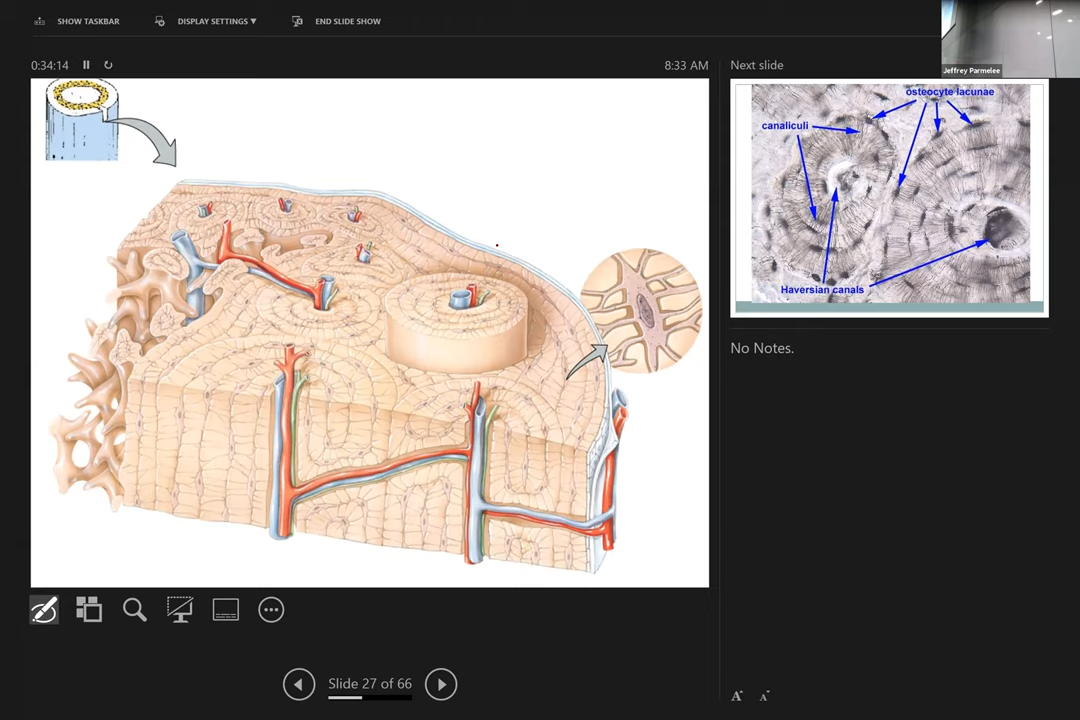 SHOW TASKBAR
DISPLAY SETTINGS ▼
END SLIDE SHOW
Jeffrey Parmelee
0:34:14
8:33 AM
Next slide
osteocyte lacunae
canaliculi
Haversian canals
No Notes.
Slide 27 of 66
A A